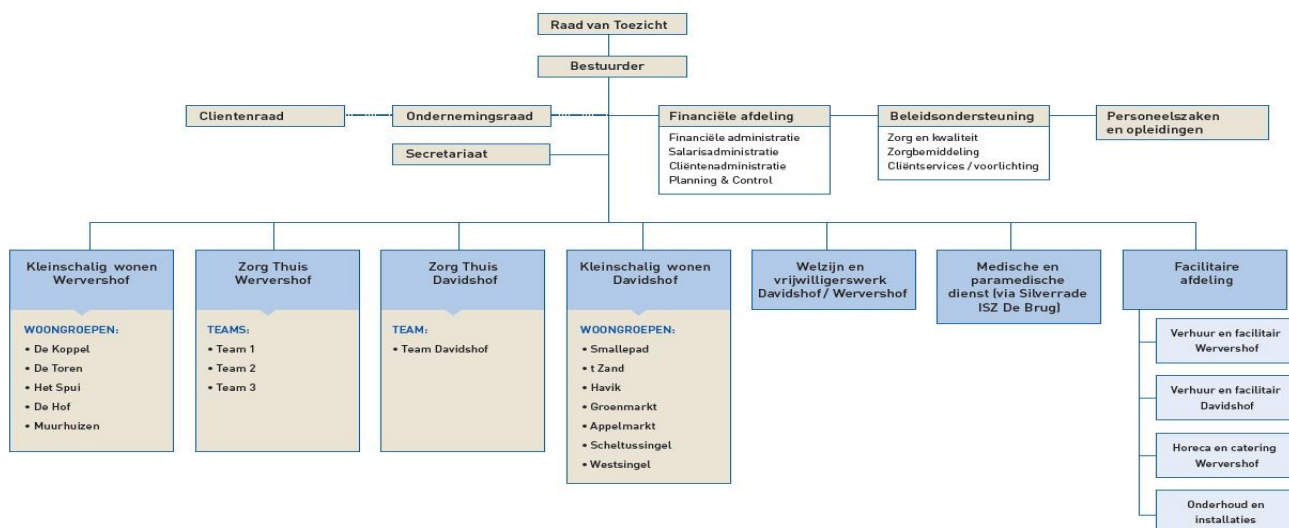 Raad van Toezicht
Bestuurder
Clientenraad
Ondernemingsraad
Secretariaat
Financiële afdeling
Financiële administratie
Salarisadministratie
Cliëntenadministratie
Planning & Control
Beleidsondersteuning
Zorg en kwaliteit
Zorgbemiddeling
Cliëntservices / voorlichting
Personeelszaken
en opleidingen
Kleinschalig wonen
Wervershof
WOONGROEPEN:
• De Koppel
• De Toren
• Het Spui
• De Hof
• Muurhuizen
Zorg Thuis
Wervershof
TEAMS:
• Team 1
• Team 2
• Team 3
Zorg Thuis
Davidshof
TEAM:
• Team Davidshof
Kleinschalig wonen
Davidshof
WOONGROEPEN:
• Smallepad
• t Zand
• Havik
• Groenmarkt
• Appelmarkt
• Scheltussingel
• Westsingel
Welzijn en
vrijwilligerswerk
Davidshof / Wervershof
Medische en
paramedische
dienst (via Silverrade
ISZ De Brug)
Facilitaire
afdeling
Verhuur en facilitair
Wervershof
Verhuur en facilitair
Davidshof
Horeca en catering
Wervershof
Onderhoud en
installaties